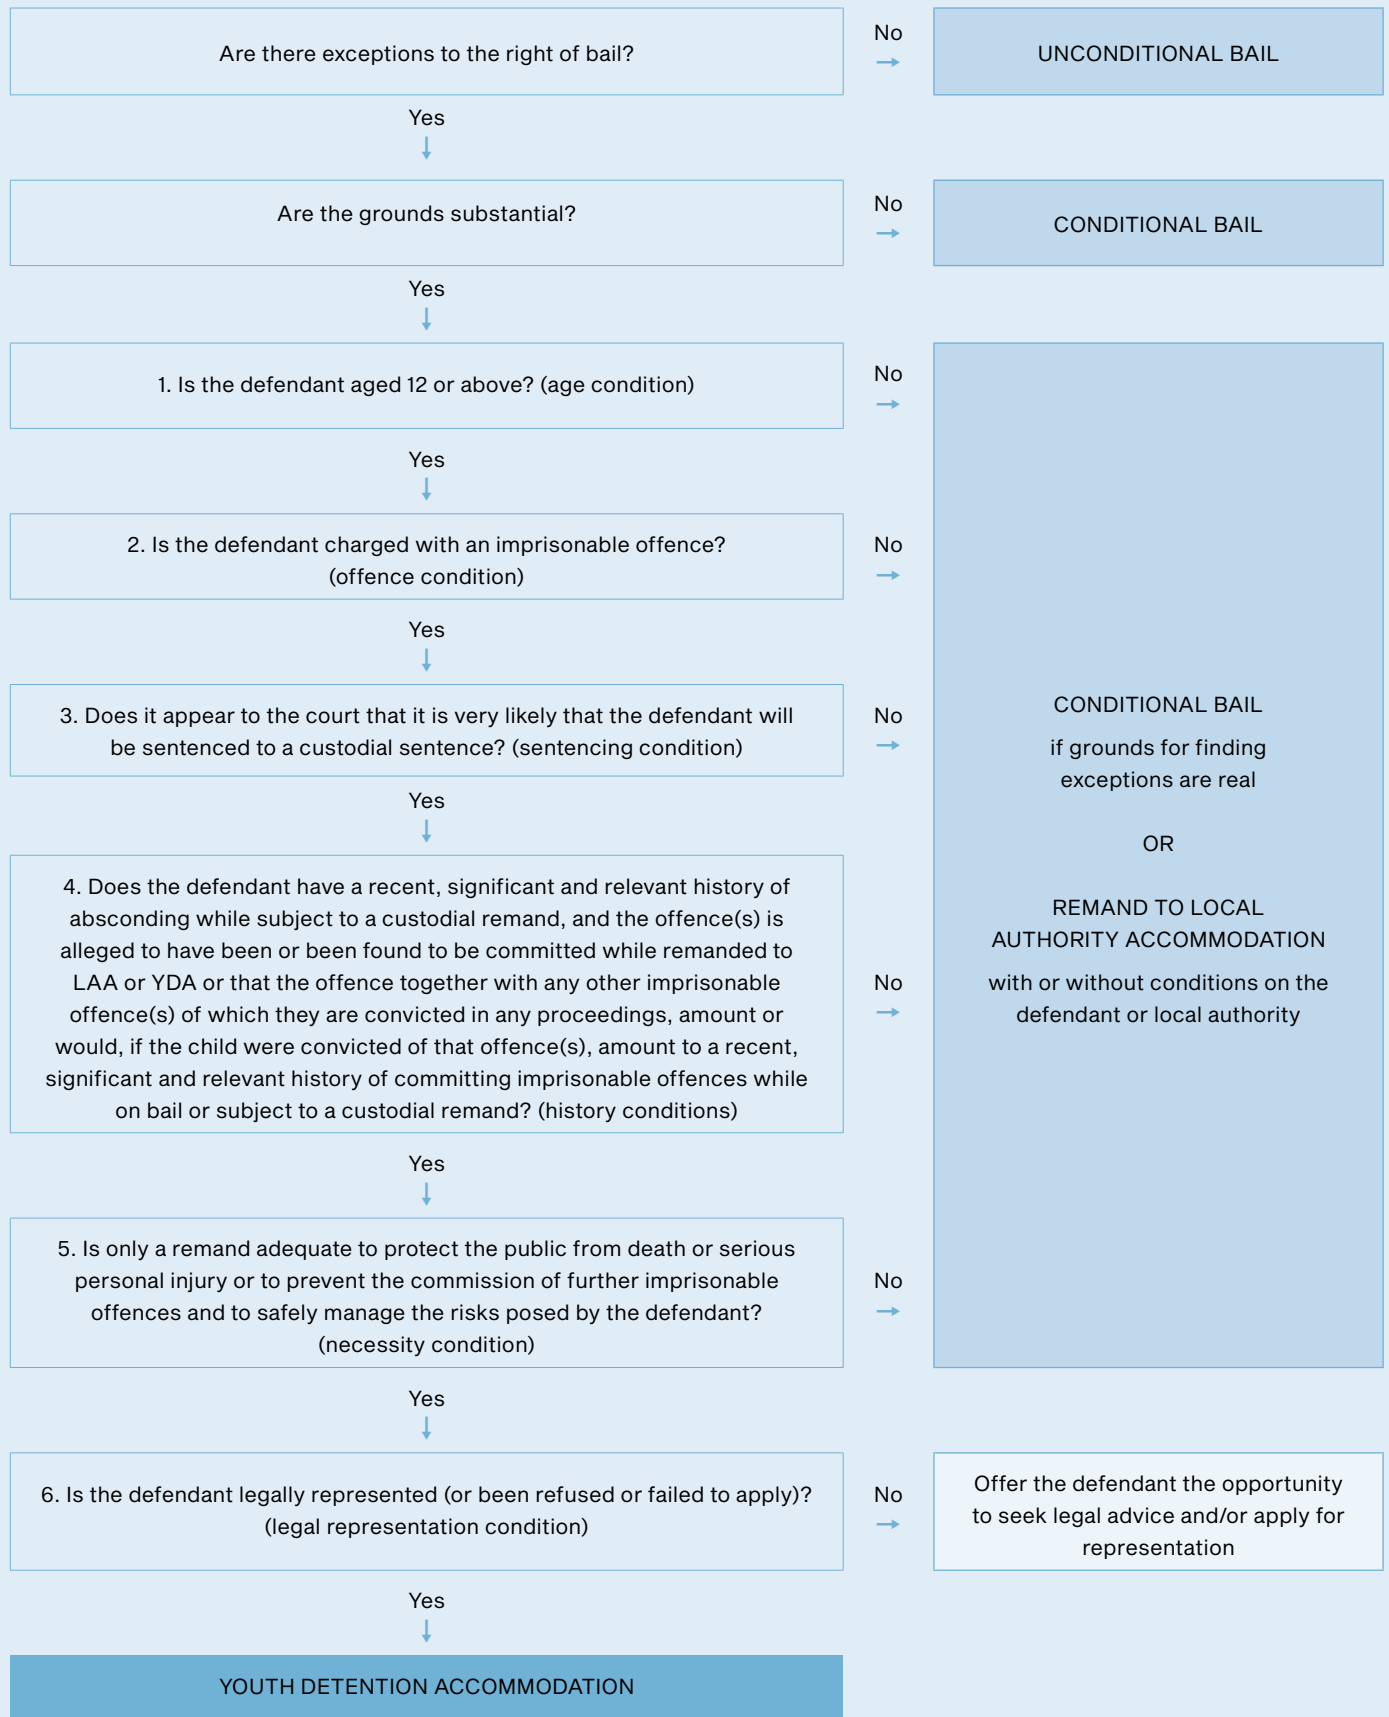 Are there exceptions to the right of bail?
No
UNCONDITIONAL BAIL
Yes
Are the grounds substantial?
No
CONDITIONAL BAIL
Yes
1. Is the defendant aged 12 or above? (age condition)
No
Yes
2. Is the defendant charged with an imprisonable offence?
(offence condition)
No
Yes
3. Does it appear to the court that it is very likely that the defendant will
be sentenced to a custodial sentence? (sentencing condition)
No
Yes
4. Does the defendant have a recent, significant and relevant history of
absconding while subject to a custodial remand, and the offence(s) is
alleged to have been or been found to be committed while remanded to
LAA or YDA or that the offence together with any other imprisonable
offence(s) of which they are convicted in any proceedings, amount or
would, if the child were convicted of that offence(s), amount to a recent,
significant and relevant history of committing imprisonable offences while
on bail or subject to a custodial remand? (history conditions)
No
Yes
5. Is only a remand adequate to protect the public from death or serious
personal injury or to prevent the commission of further imprisonable
offences and to safely manage the risks posed by the defendant?
(necessity condition)
No
CONDITIONAL BAIL
if grounds for finding
exceptions are real
OR
REMAND TO LOCAL
AUTHORITY ACCOMMODATION
with or without conditions on the
defendant or local authority
Yes
6. Is the defendant legally represented (or been refused or failed to apply)?
(legal representation condition)
No
Offer the defendant the opportunity
to seek legal advice and/or apply for
representation
Yes
YOUTH DETENTION ACCOMMODATION